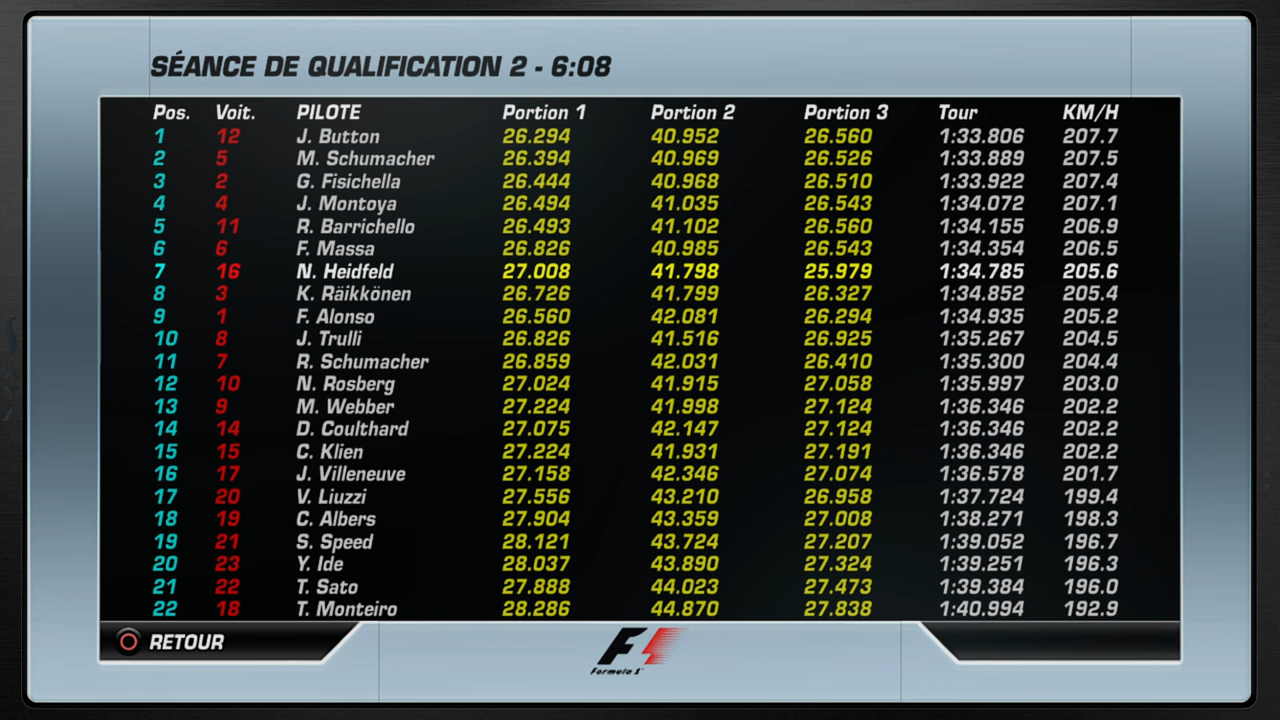 SÉANCE DE QUALIFICATION 2 - 6:08
Pos. Voit. PILOTE Portion 1 Portion 2 Portion 3 Tour KM/H
1 12 J. Button 26.294 40.952 26.560 1:33.806 207.7
2 5 M. Schumacher 26.394 40.969 26.526 1:33.889 207.5
3 2 G. Fisichella 26.444 40.968 26.510 1:33.922 207.4
4 4 J. Montoya 26.494 41.035 26.543 1:34.072 207.1
5 11 R. Barrichello 26.493 41.102 26.560 1:34.155 206.9
6 6 F. Massa 26.826 40.985 26.543 1:34.354 206.5
7 16 N. Heidfeld 27.008 41.798 25.979 1:34.785 205.6
8 3 K. Räikkönen 26.726 41.799 26.327 1:34.852 205.4
9 1 F. Alonso 26.560 42.081 26.294 1:34.935 205.2
10 8 J. Trulli 26.826 41.516 26.925 1:35.267 204.5
11 7 R. Schumacher 26.859 42.031 26.410 1:35.300 204.4
12 10 N. Rosberg 27.024 41.915 27.058 1:35.997 203.0
13 9 M. Webber 27.224 41.998 27.124 1:36.346 202.2
14 14 D. Coulthard 27.075 42.147 27.124 1:36.346 202.2
15 15 C. Klien 27.224 41.931 27.191 1:36.346 202.2
16 17 J. Villeneuve 27.158 42.346 27.074 1:36.578 201.7
17 20 V. Liuzzi 27.556 43.210 26.958 1:37.724 199.4
18 19 C. Albers 27.904 43.359 27.008 1:38.271 198.3
19 21 S. Speed 28.121 43.724 27.207 1:39.052 196.7
20 23 Y. Ide 28.037 43.890 27.324 1:39.251 196.3
21 22 T. Sato 27.888 44.023 27.473 1:39.384 196.0
22 18 T. Monteiro 28.286 44.870 27.838 1:40.994 192.9
RETOUR
F1
Formula 1